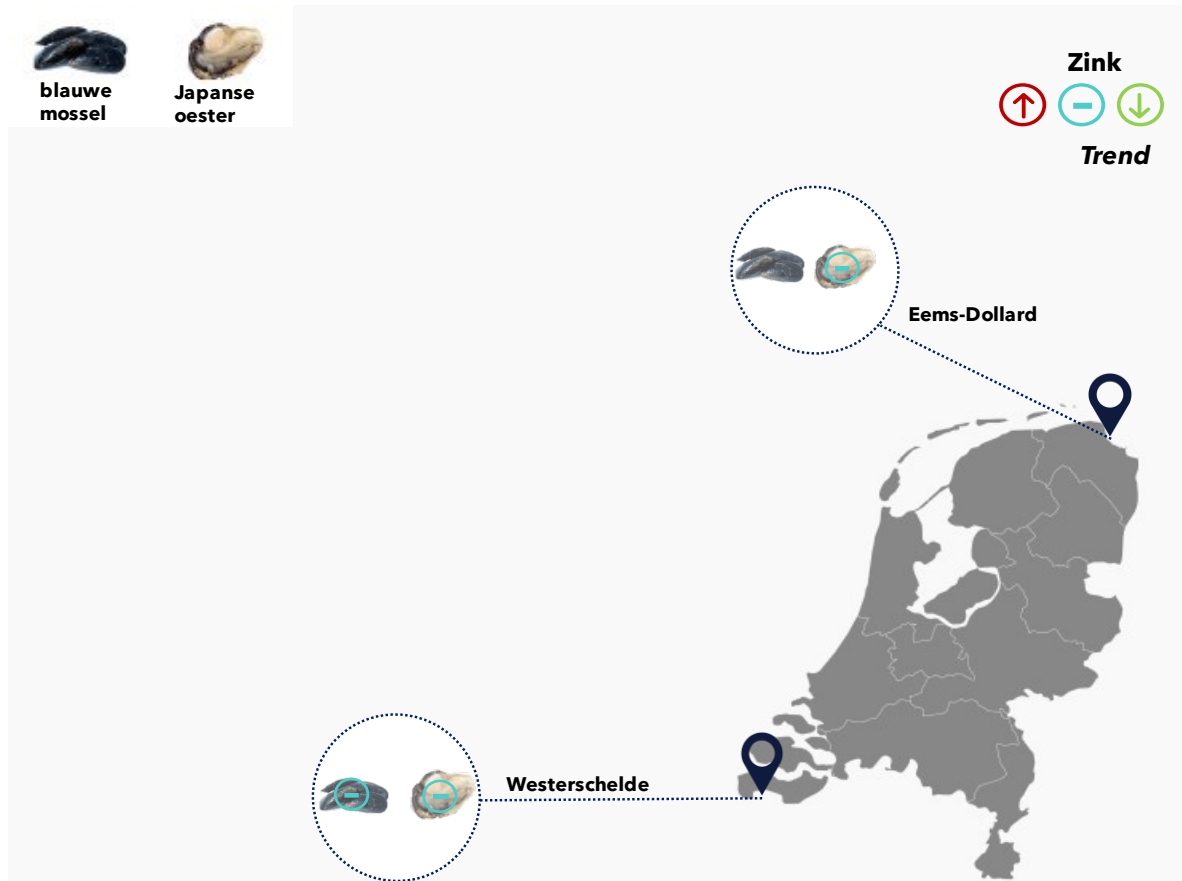 blauwe
mossel
Japanse
oester
Zink
Trend
Eems-Dollard
Westerschelde